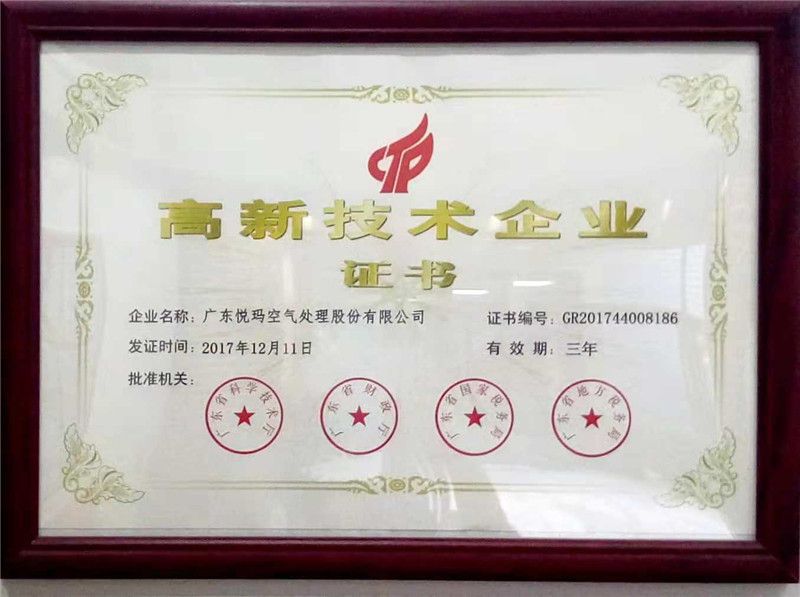 高新技术企业
证书
企业名称：广东悦玛空气处理股份有限公司
证书编号：GR201744008186
发证时间：2017年12月11日
有效期：三年
批准机关：
广东省科学技术厅
广东省财政厅
广东省国家税务局
广东省地方税务局